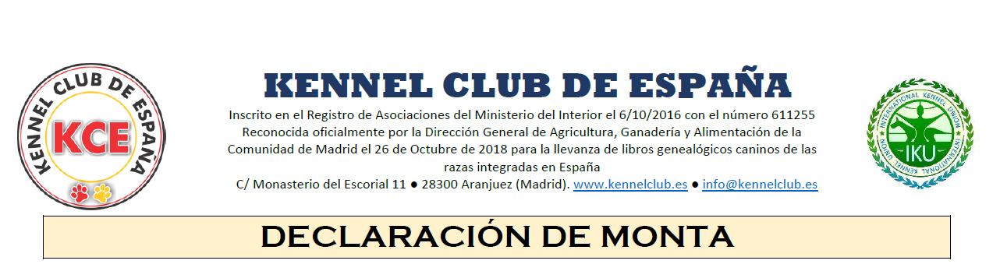 KENNEL CLUB DE ESPAÑA
KCE
KENNEL CLUB DE ESPAÑA
Inscrito en el Registro de Asociaciones del Ministerio del Interior el 6/10/2016 con el número 611255
Reconocida oficialmente por la Dirección General de Agricultura, Ganadería y Alimentación de la
Comunidad de Madrid el 26 de Octubre de 2018 para la llevanza de libros genealógicos caninos de las
razas integradas en España
C/ Monasterio del Escorial 11 ● 28300 Aranjuez (Madrid). www.kennelclub.es ● info@kennelclub.es
INTERNATIONAL KENNEL UNION
IKU
INTERNATIONAL KENNEL UNION
DECLARACIÓN DE MONTA